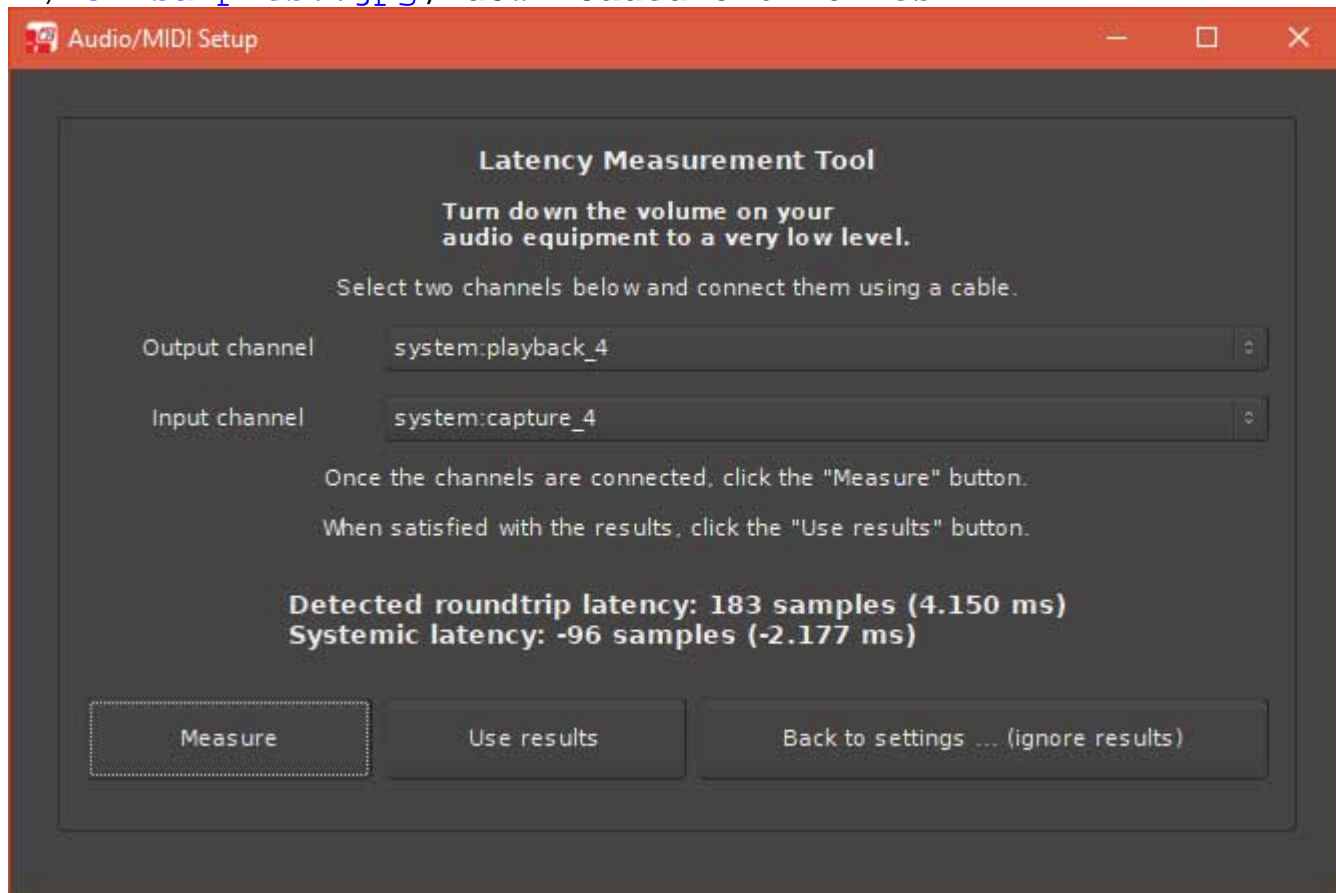 Audio/MIDI Setup
Latency Measurement Tool
Turn down the volume on your
audio equipment to a very low level.
Select two channels below and connect them using a cable.
Output channel system:playback_4
Input channel system:capture_4
Once the channels are connected, click the "Measure" button.
When satisfied with the results, click the "Use results" button.
Detected roundtrip latency: 183 samples (4.150 ms)
Systemic latency: -96 samples (-2.177 ms)
Measure Use results Back to settings ... (ignore results)